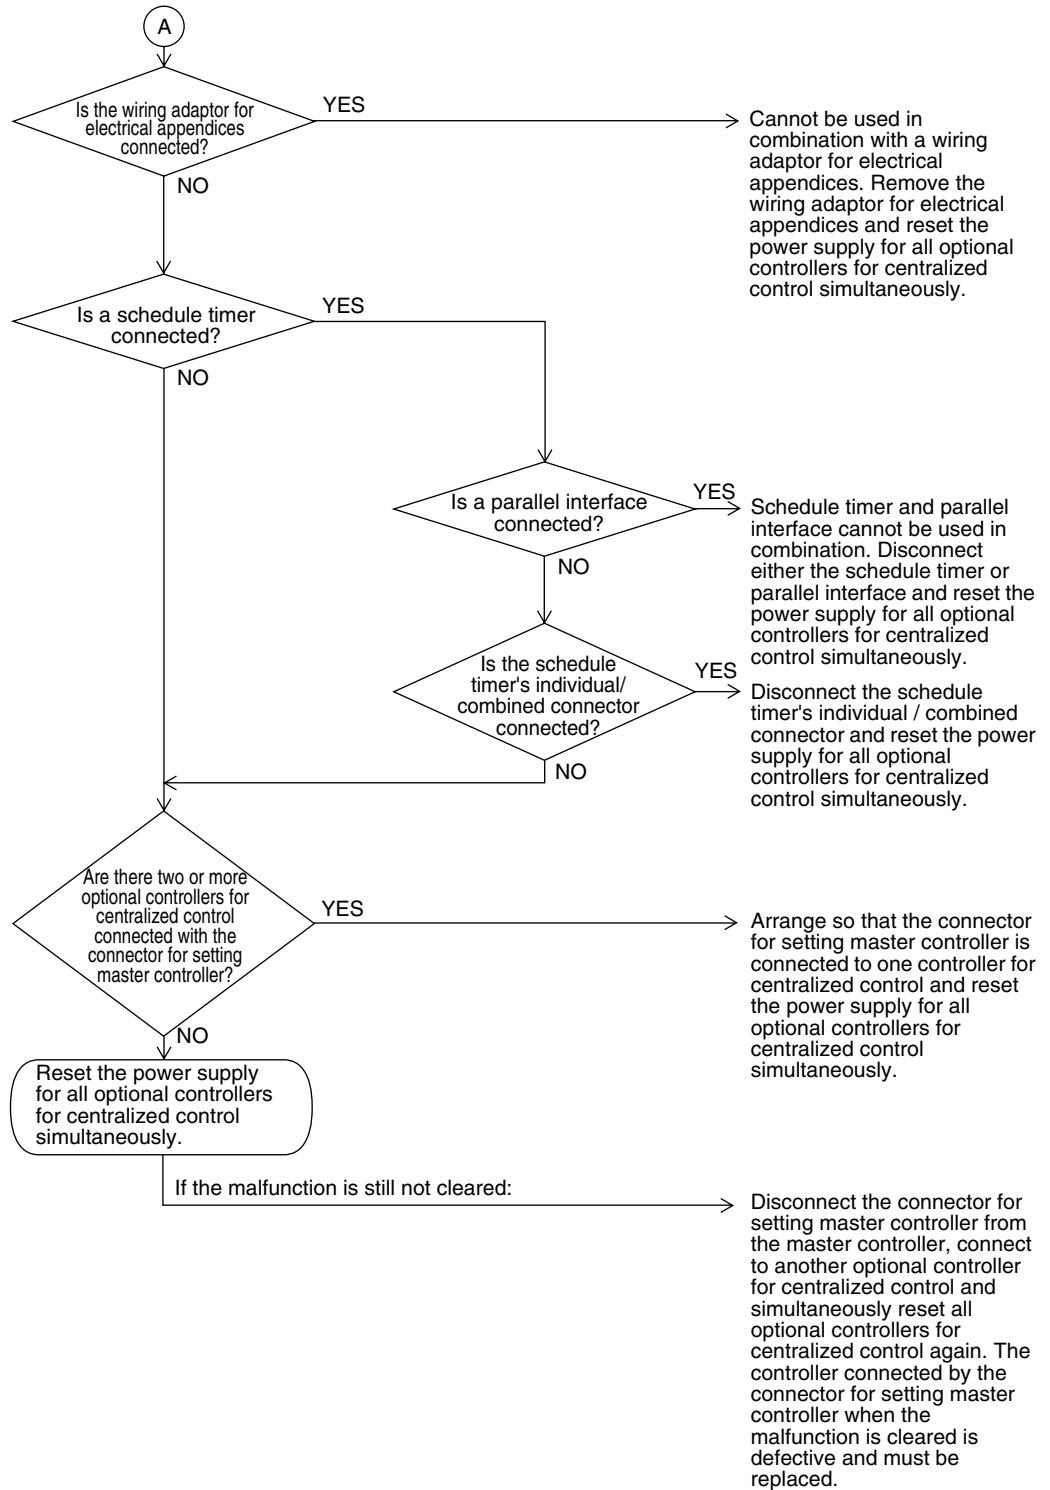 A
Is the wiring adaptor for
electrical appendices
connected?
YES
Cannot be used in
combination with a wiring
adaptor for electrical
appendices. Remove the
wiring adaptor for electrical
appendices and reset the
power supply for all optional
controllers for centralized
control simultaneously.
NO
Is a schedule timer
connected?
YES
NO
Is a parallel interface
connected?
YES
Schedule timer and parallel
interface cannot be used in
combination. Disconnect
either the schedule timer or
parallel interface and reset the
power supply for all optional
controllers for centralized
control simultaneously.
NO
Is the schedule
timer's individual/
combined connector
connected?
YES
Disconnect the schedule
timer's individual / combined
connector and reset the power
supply for all optional
controllers for centralized
control simultaneously.
NO
Are there two or more
optional controllers for
centralized control
connected with the
connector for setting
master controller?
YES
Arrange so that the connector
for setting master controller is
connected to one controller for
centralized control and reset
the power supply for all
optional controllers for
centralized control
simultaneously.
NO
Reset the power supply
for all optional controllers
for centralized control
simultaneously.
If the malfunction is still not cleared:
Disconnect the connector for
setting master controller from
the master controller, connect
to another optional controller
for centralized control and
simultaneously reset all
optional controllers for
centralized control again. The
controller connected by the
connector for setting master
controller when the
malfunction is cleared is
defective and must be
replaced.